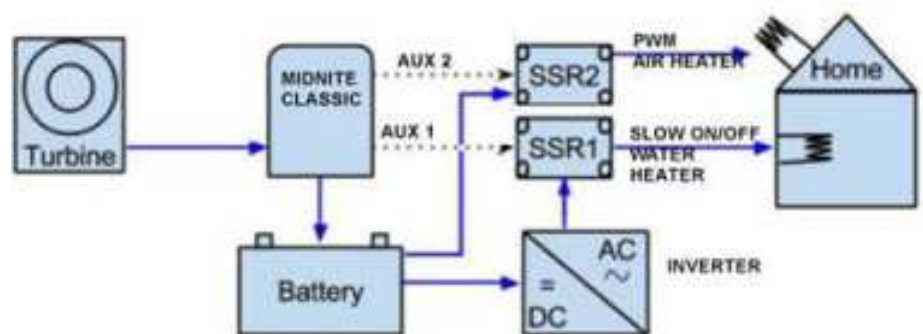 Turbine
MIDNITE
CLASSIC
AUX 2
AUX 1
SSR2
SSR1
PWM
AIR HEATER
SLOW ON/OFF
WATER
HEATER
Home
Battery
AC
~
=
DC
INVERTER